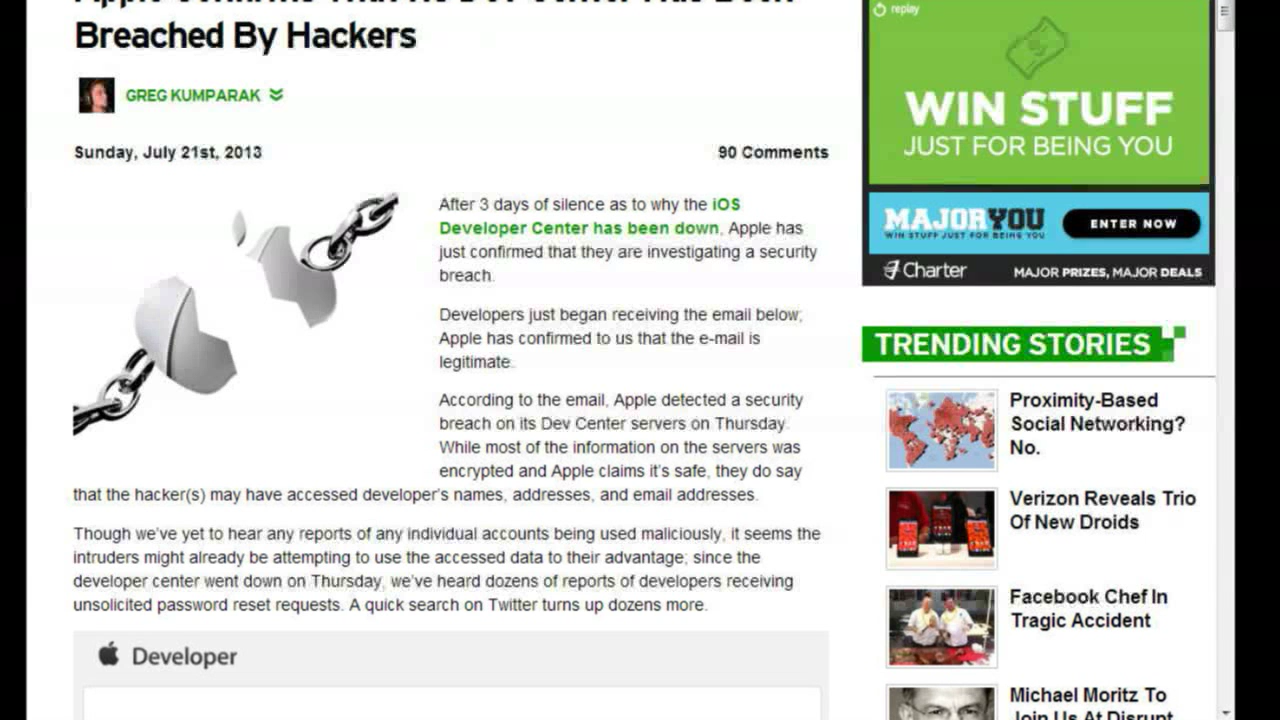 Breached By Hackers
GREG KUMPARAK
Sunday, July 21st, 2013
90 Comments
After 3 days of silence as to why the iOS
Developer Center has been down, Apple has
just confirmed that they are investigating a security
breach.
Developers just began receiving the email below;
Apple has confirmed to us that the e-mail is
legitimate.
According to the email, Apple detected a security
breach on its Dev Center servers on Thursday.
While most of the information on the servers was
encrypted and Apple claims it's safe, they do say
that the hacker(s) may have accessed developer's names, addresses, and email addresses.
Though we've yet to hear any reports of any individual accounts being used maliciously, it seems the
intruders might already be attempting to use the accessed data to their advantage; since the
developer center went down on Thursday, we've heard dozens of reports of developers receiving
unsolicited password reset requests. A quick search on Twitter turns up dozens more.
Developer
replay
WIN STUFF
JUST FOR BEING YOU
MAJOR YOU
WIN STUFF JUST FOR BEING YOU
ENTER NOW
Charter
MAJOR PRIZES, MAJOR DEALS
TRENDING STORIES
Proximity-Based
Social Networking?
No.
Verizon Reveals Trio
Of New Droids
Facebook Chef In
Tragic Accident
Michael Moritz To
Join Us At Disrupt